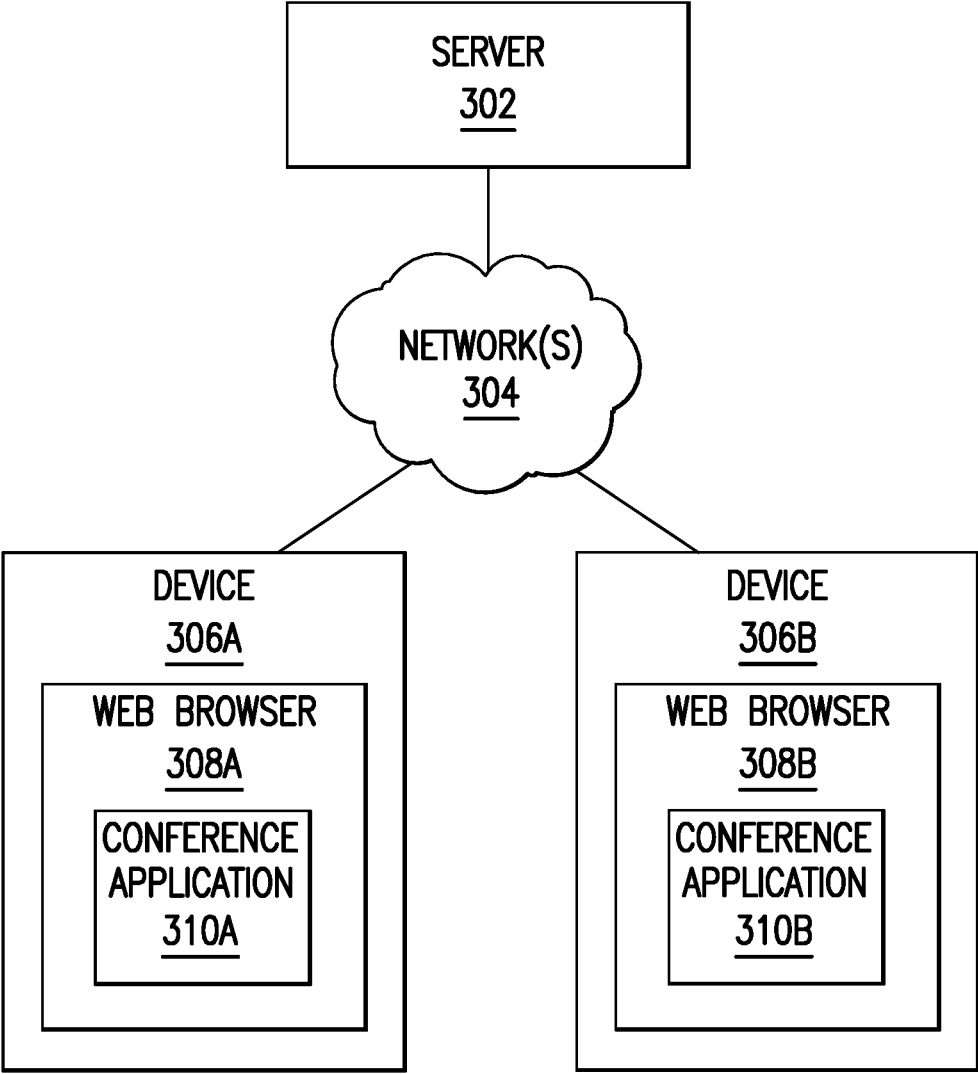 SERVER
302
NETWORK(S)
304
DEVICE
306A
WEB BROWSER
308A
CONFERENCE
APPLICATION
310A
DEVICE
306B
WEB BROWSER
308B
CONFERENCE
APPLICATION
310B